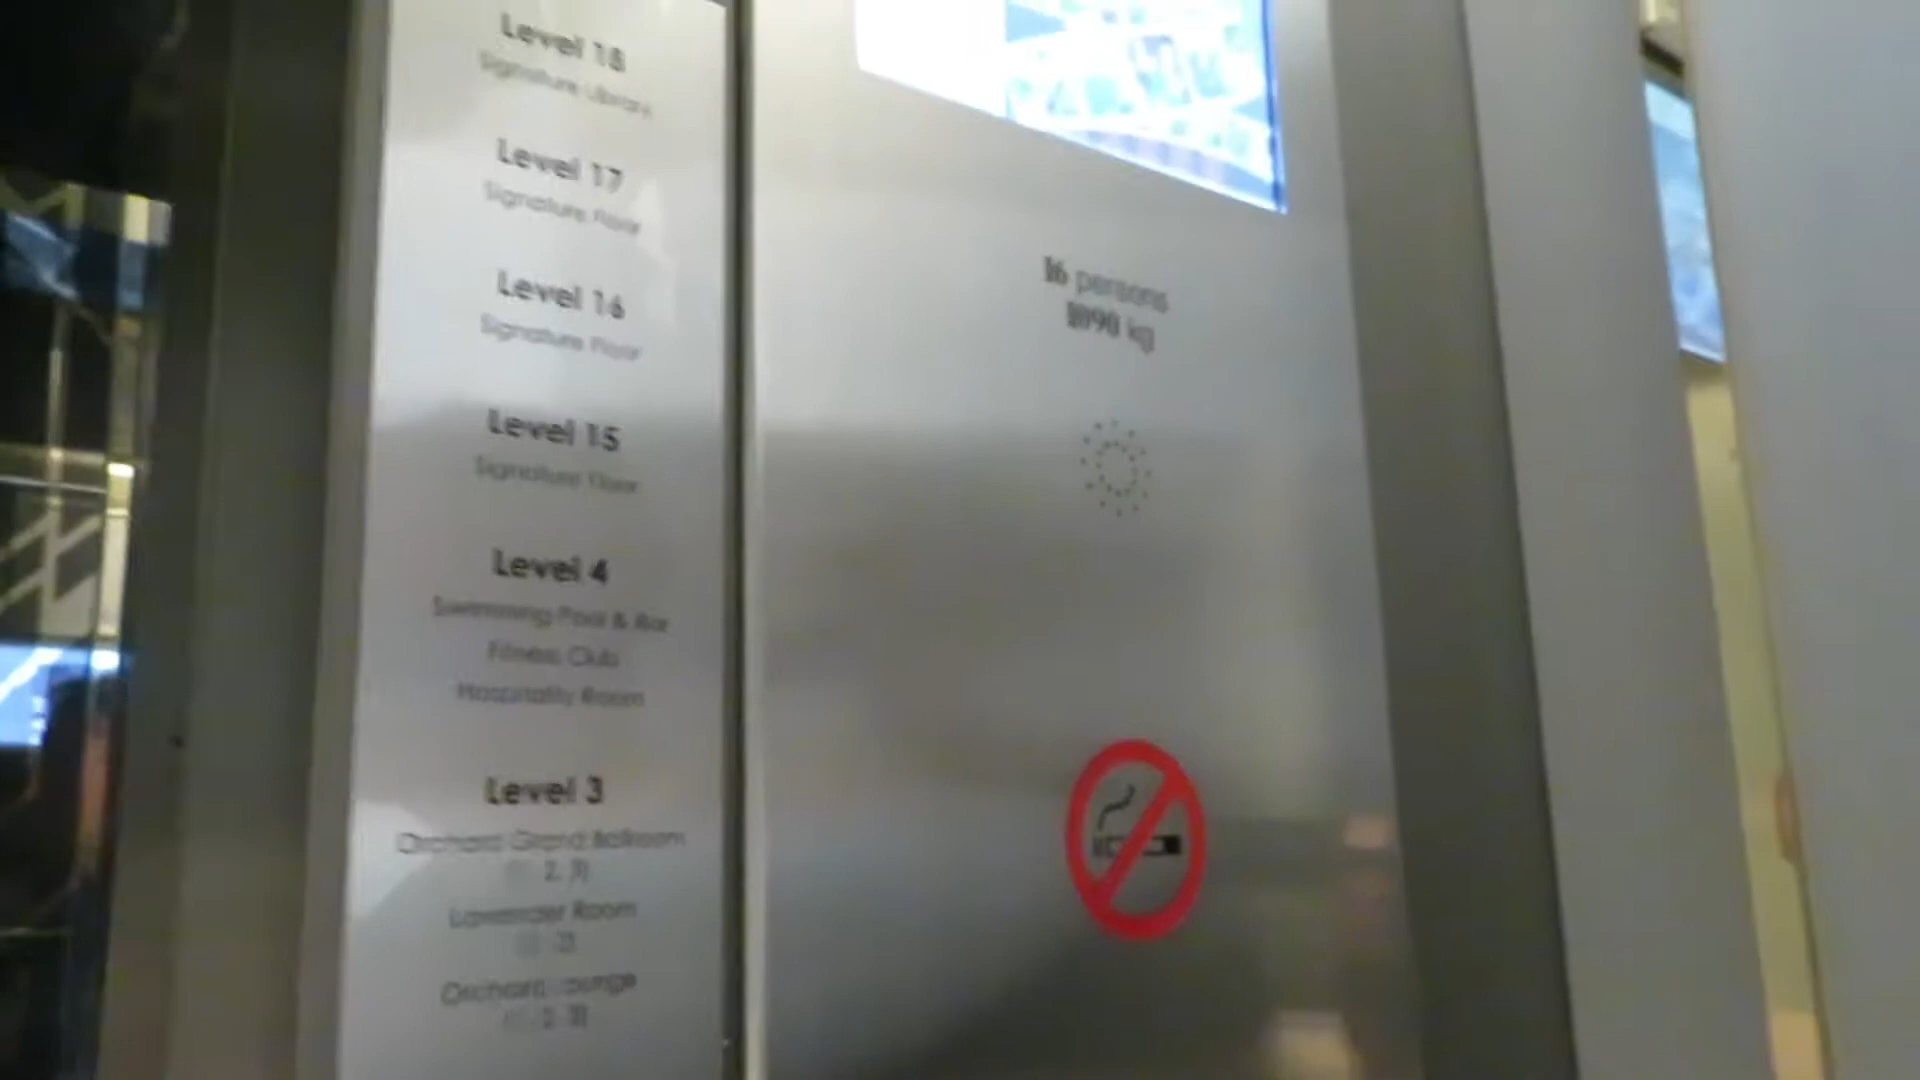 Level 18
Signature Library
Level 17
Signature Floor
Level 16
Signature Floor
Level 15
Signature Floor
Level 4
Swimming Pool & Bar
Fitness Club
Hospitality Room
Level 3
Orchard Grand Ballroom
Lavender Room
Orchard Lounge
16 persons
1090 kg